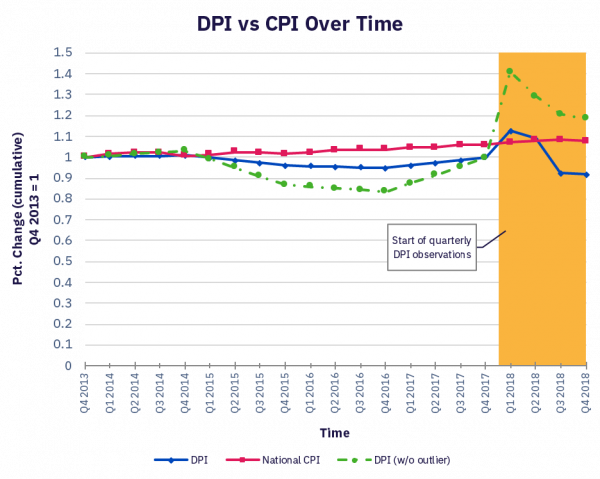 DPI vs CPI Over Time
Pct. Change (cumulative)
Q4 2013 = 1
1.5
1.4
1.3
1.2
1.1
1
0.9
0.8
0.7
0.6
0.5
0.4
0.3
0.2
0.1
0
Start of quarterly
DPI observations
Q4 2013
Q1 2014
Q2 2014
Q3 2014
Q4 2014
Q1 2015
Q2 2015
Q3 2015
Q4 2015
Q1 2016
Q2 2016
Q3 2016
Q4 2016
Q1 2017
Q2 2017
Q3 2017
Q4 2017
Q1 2018
Q2 2018
Q3 2018
Q4 2018
Time
DPI
National CPI
DPI (w/o outlier)